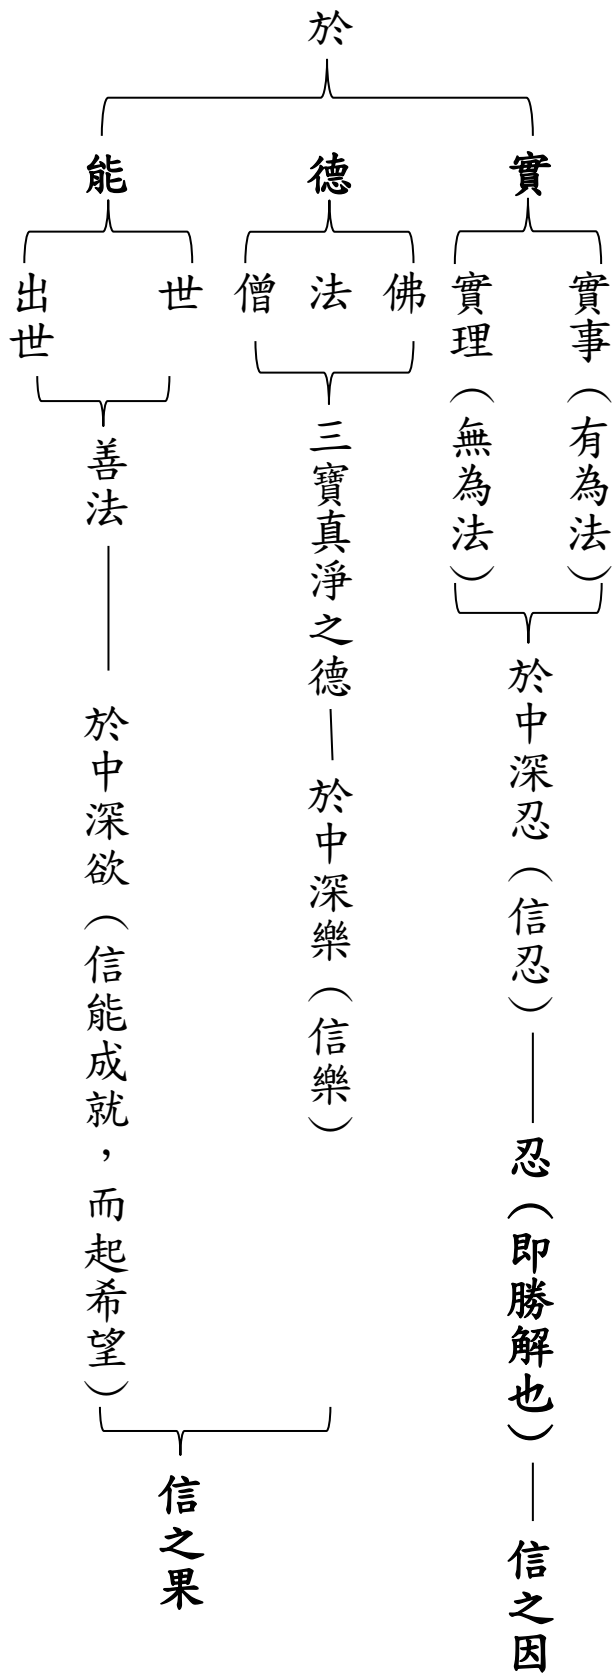 於
實
實事（有為法）
實理（無為法）
於中深忍（信忍）
忍（即勝解也）
信之因
德
佛
法
僧
三寶真淨之德
於中深樂（信樂）
能
世
出世
善法
於中深欲（信能成就，而起希望）
信之果